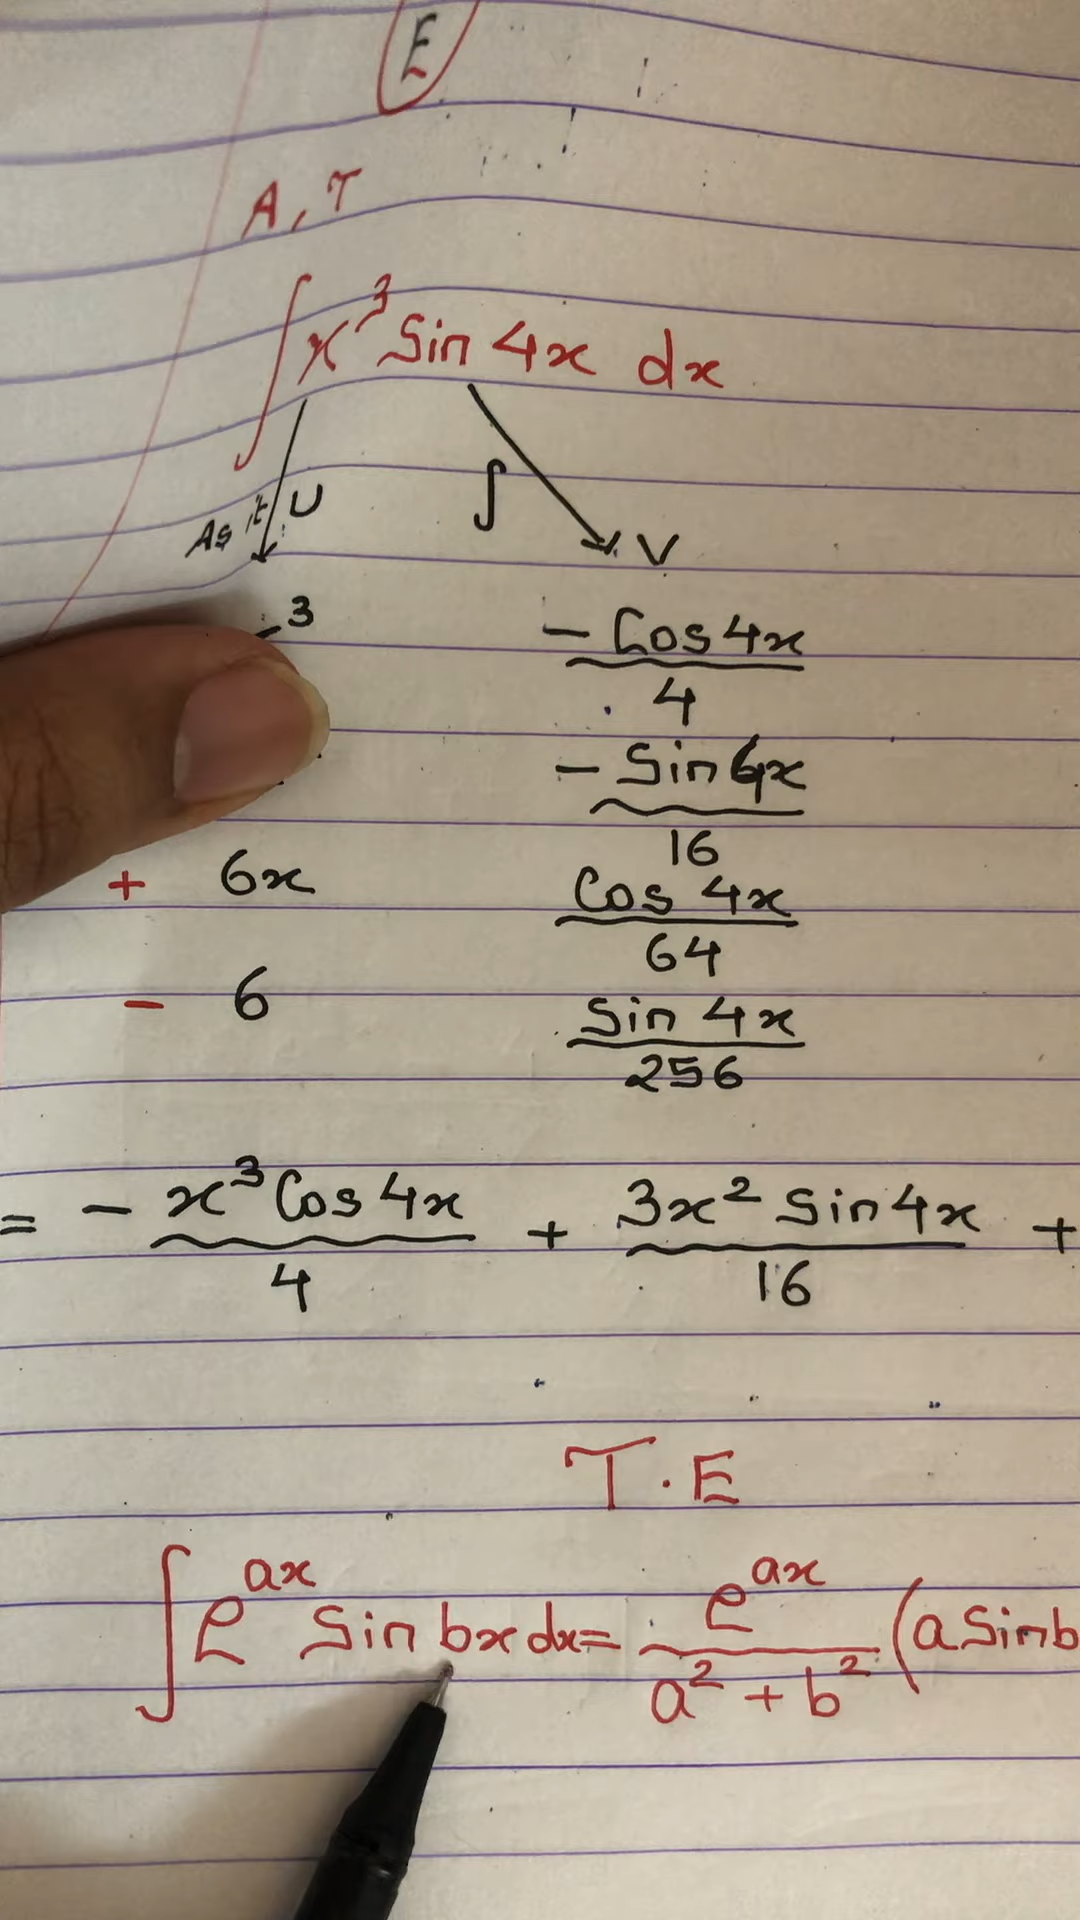 E
A, T
∫ x³ Sin 4x dx
As it U ∫ V
³ - Cos 4x / 4
- Sin 4x / 16
+ 6x Cos 4x / 64
- 6 Sin 4x / 256
= - x³ Cos 4x / 4 + 3x² Sin 4x / 16 +
T.E
∫ e^ax Sin bx dx = e^ax / a² + b² (a Sin b